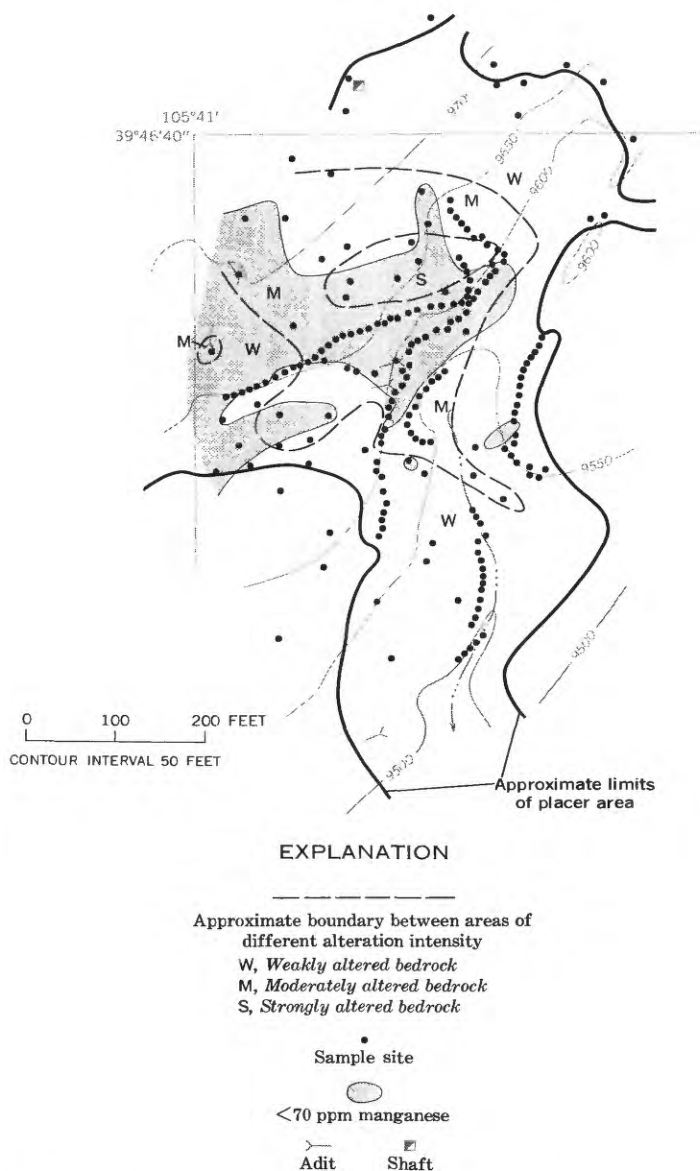 105°41'
39°46'40"
970
9650
W
M
9600
9600
S
M
M
W
M
9550
W
9500
9500
0 100 200 FEET
CONTOUR INTERVAL 50 FEET
Approximate limits
of placer area
EXPLANATION
Approximate boundary between areas of
different alteration intensity
W, Weakly altered bedrock
M, Moderately altered bedrock
S, Strongly altered bedrock
Sample site
<70 ppm manganese
Adit Shaft